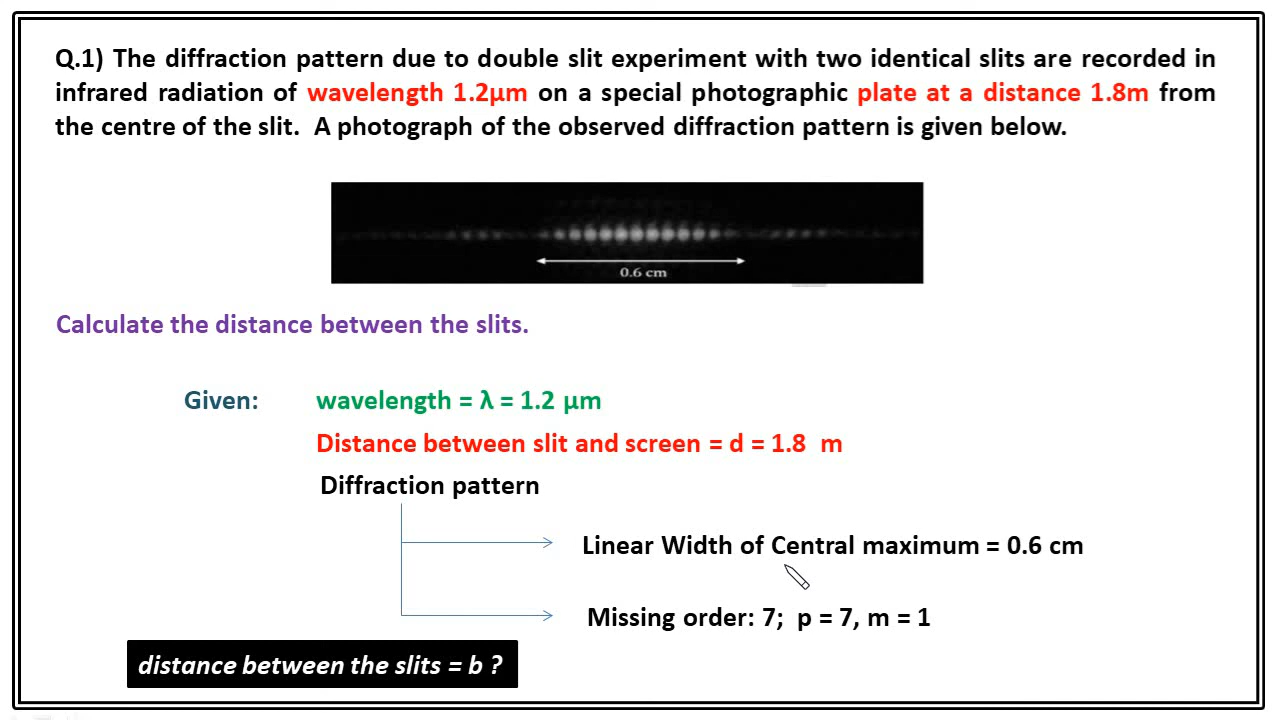 Q.1) The diffraction pattern due to double slit experiment with two identical slits are recorded in
infrared radiation of wavelength 1.2μm on a special photographic plate at a distance 1.8m from
the centre of the slit. A photograph of the observed diffraction pattern is given below.
0.6 cm
Calculate the distance between the slits.
Given: wavelength = λ = 1.2 μm
Distance between slit and screen = d = 1.8 m
Diffraction pattern
Linear Width of Central maximum = 0.6 cm
Missing order: 7; p = 7, m = 1
distance between the slits = b ?